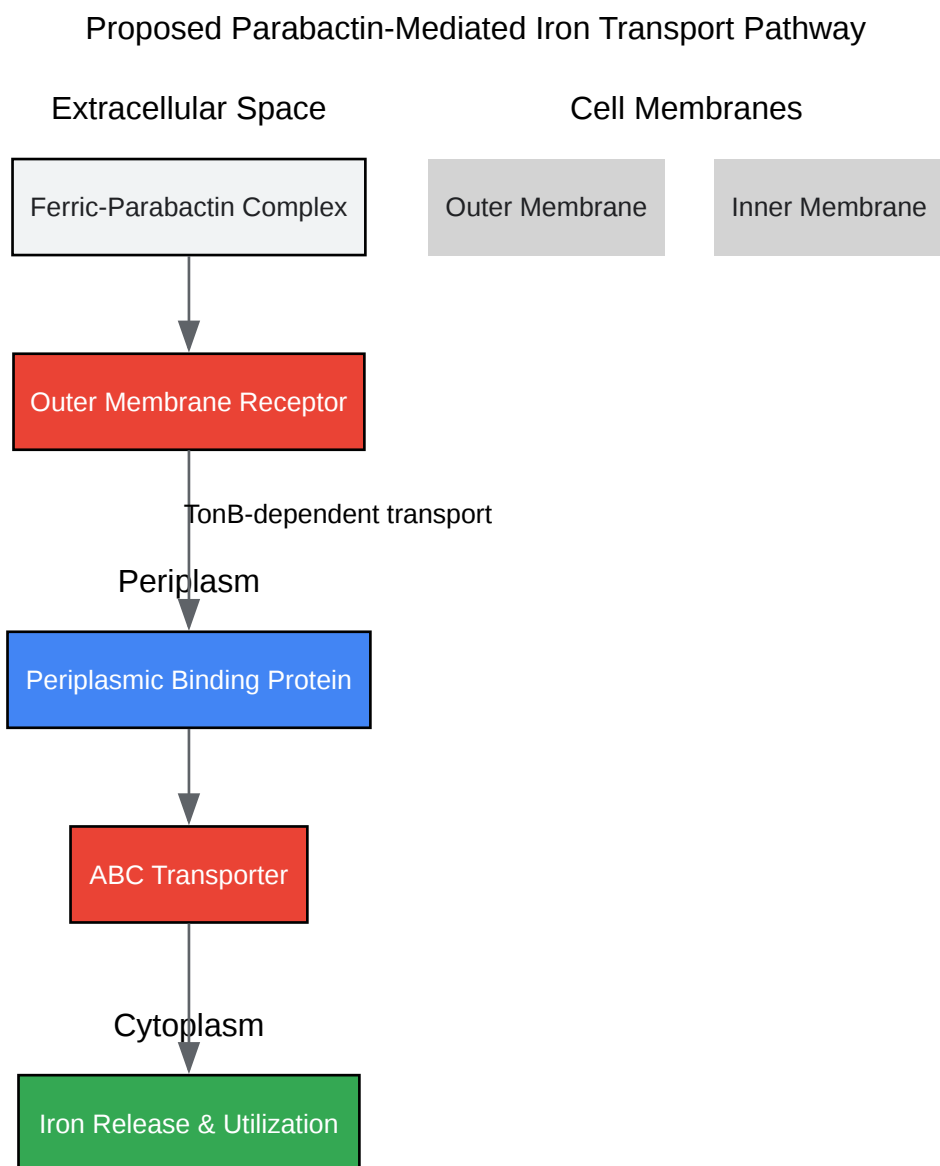 Proposed Parabactin-Mediated Iron Transport Pathway
Extracellular Space
Cell Membranes
Ferric-Parabactin Complex
Outer Membrane
Inner Membrane
Outer Membrane Receptor
TonB-dependent transport
Periplasm
Periplasmic Binding Protein
ABC Transporter
Cytoplasm
Iron Release & Utilization